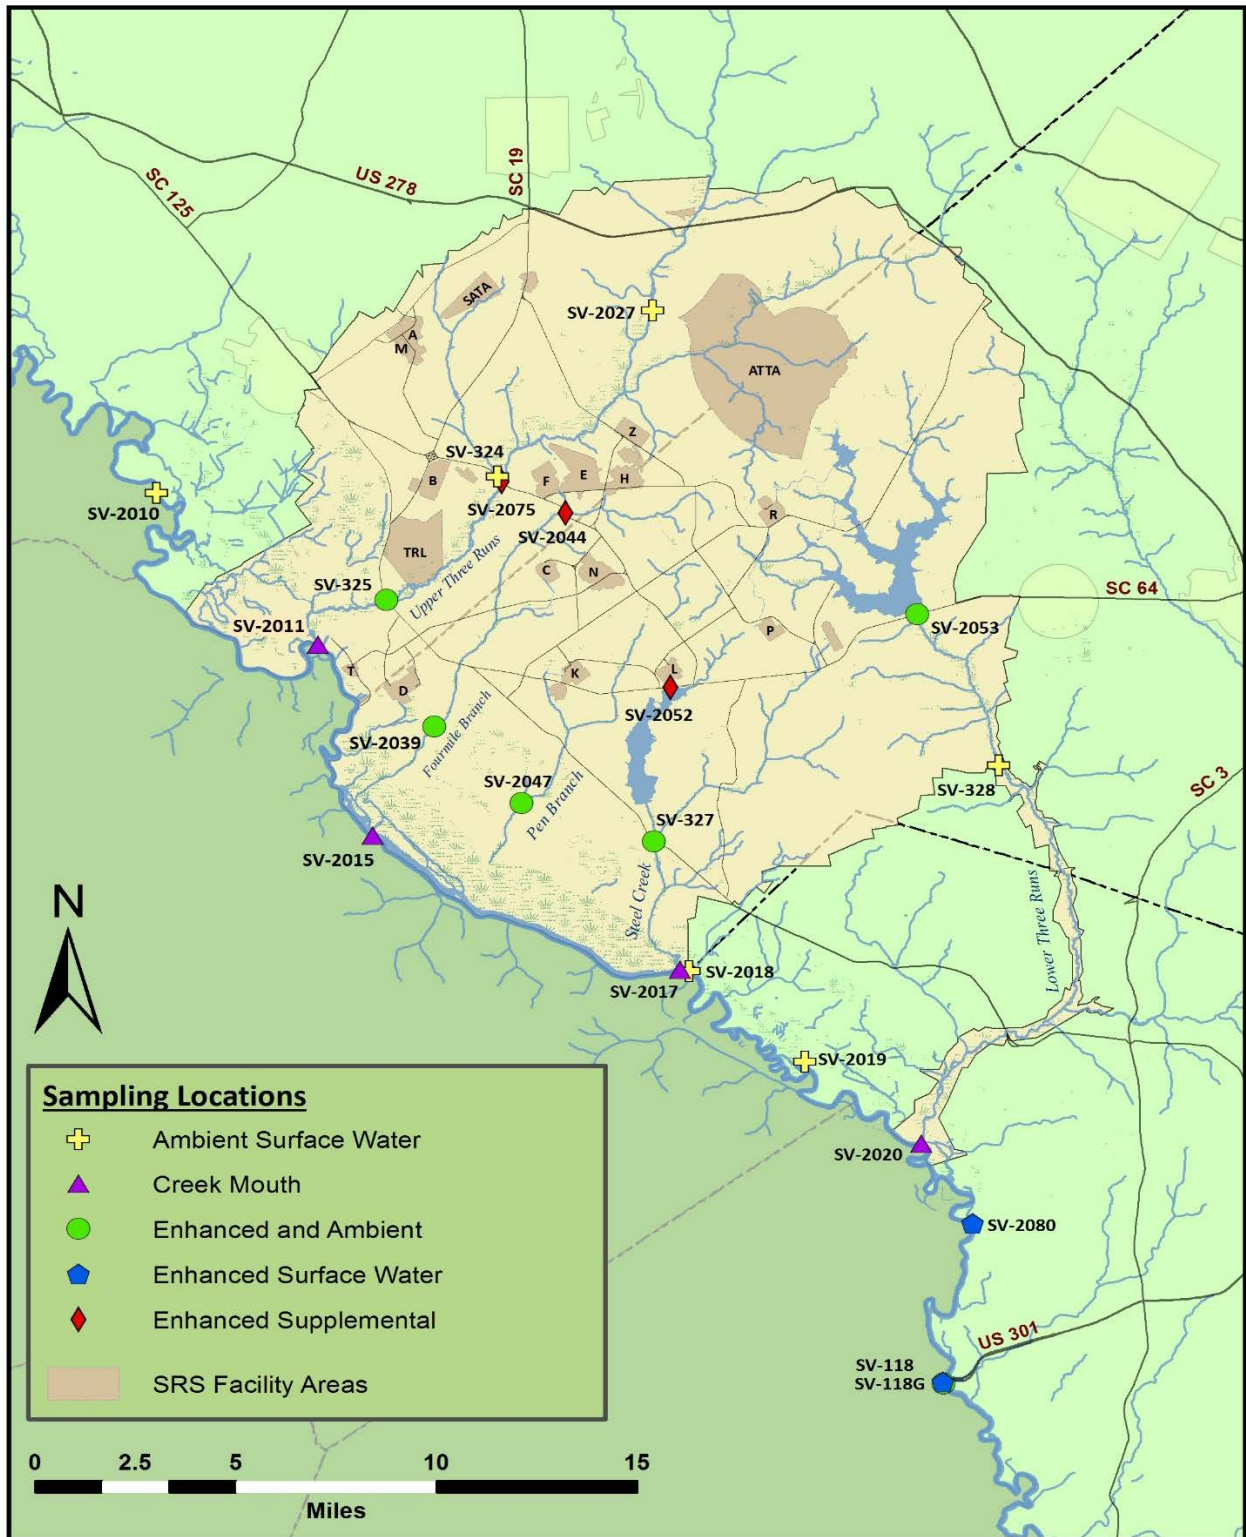 SC 19
US 278
SC 125
SATA
SV-2027
A
M
ATTA
Z
SV-324
F
E
H
B
SV-2010
SV-2075
SV-2044
R
TRL
Upper Three Runs
C
N
SV-325
SC 64
SV-2011
SV-2053
P
T
D
K
L
SV-2052
SV-2039
Fourmile Branch
SV-2047
Pen Branch
SV-327
SV-328
SC 3
SV-2015
N
Steel Creek
Lower Three Runs
SV-2018
SV-2017
SV-2019
SV-2020
SV-2080
US 301
SV-118
SV-118G
Sampling Locations
Ambient Surface Water
Creek Mouth
Enhanced and Ambient
Enhanced Surface Water
Enhanced Supplemental
SRS Facility Areas
0 2.5 5 10 15
Miles